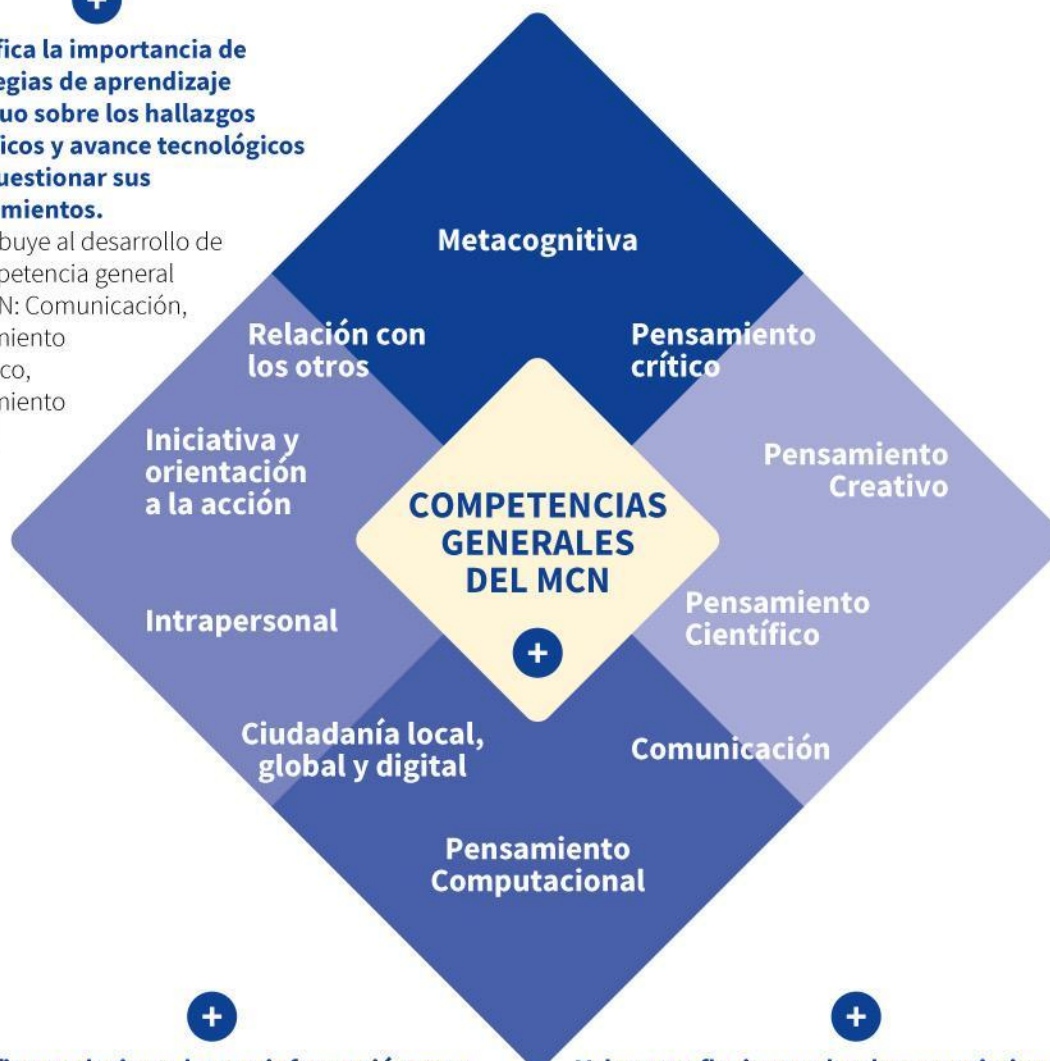 fica la importancia de
egias de aprendizaje
uo sobre los hallazgos
icos y avance tecnológicos
uestionar sus
mientos.
buye al desarrollo de
petencia general
N: Comunicación,
miento
co,
miento
Metacognitiva
Relación con
los otros
Pensamiento
crítico
Iniciativa y
orientación
a la acción
Pensamiento
Creativo
COMPETENCIAS
GENERALES
DEL MCN
+
Intrapersonal
Pensamiento
Científico
Ciudadanía local,
global y digital
Comunicación
Pensamiento
Computacional
+
+